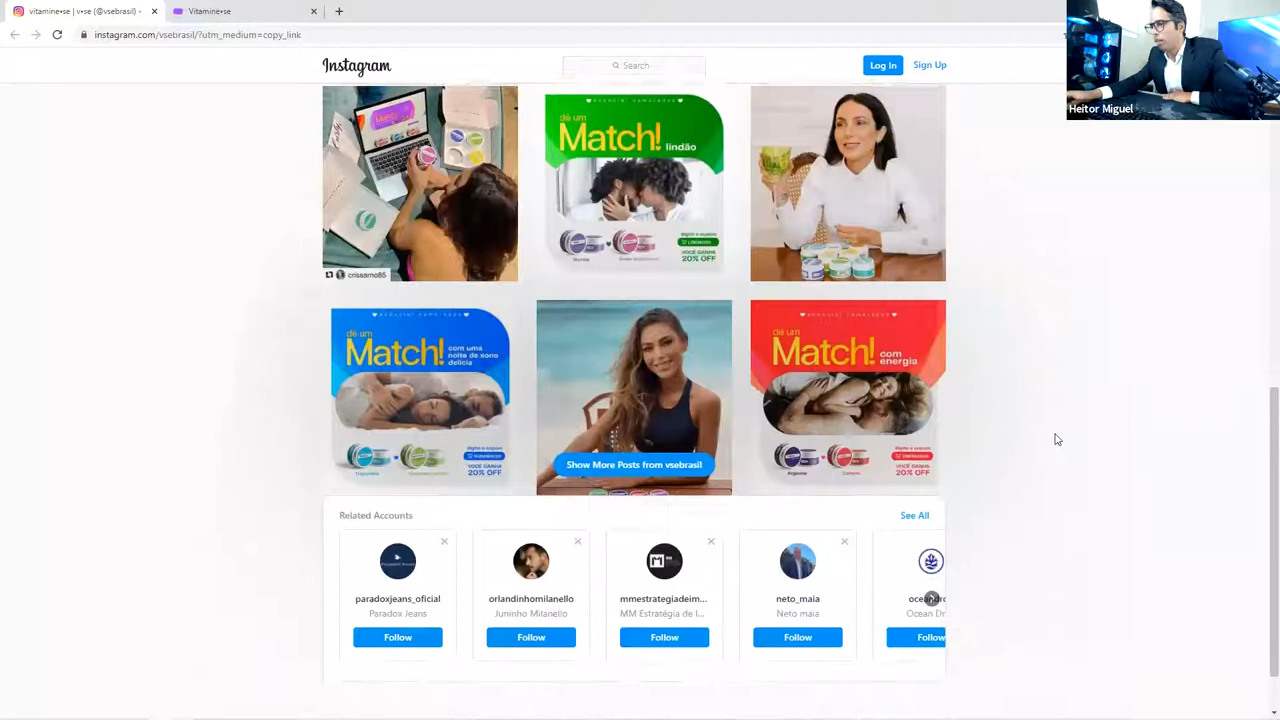 vitamine•se | v•se (@vsebrasil) •
Vitamine•se
instagram.com/vsebrasil/?utm_medium=copy_link
Heitor Miguel
Instagram
Search
Log In
Sign Up
crissarno85
dê um
Match!
lindão
VOCÊ GANHA
20% OFF
dê um
Match!
com uma
noite de sono
delícia
VOCÊ GANHA
20% OFF
Show More Posts from vsebrasil
dê um
Match!
com
energia
VOCÊ GANHA
20% OFF
Related Accounts
See All
paradoxjeans_oficial
Paradox Jeans
Follow
orlandinhomilanello
Juninho Milanello
Follow
mmestrategiadeim...
MM Estratégia de I...
Follow
neto_maia
Neto maia
Follow
Ocean Dr
Follow